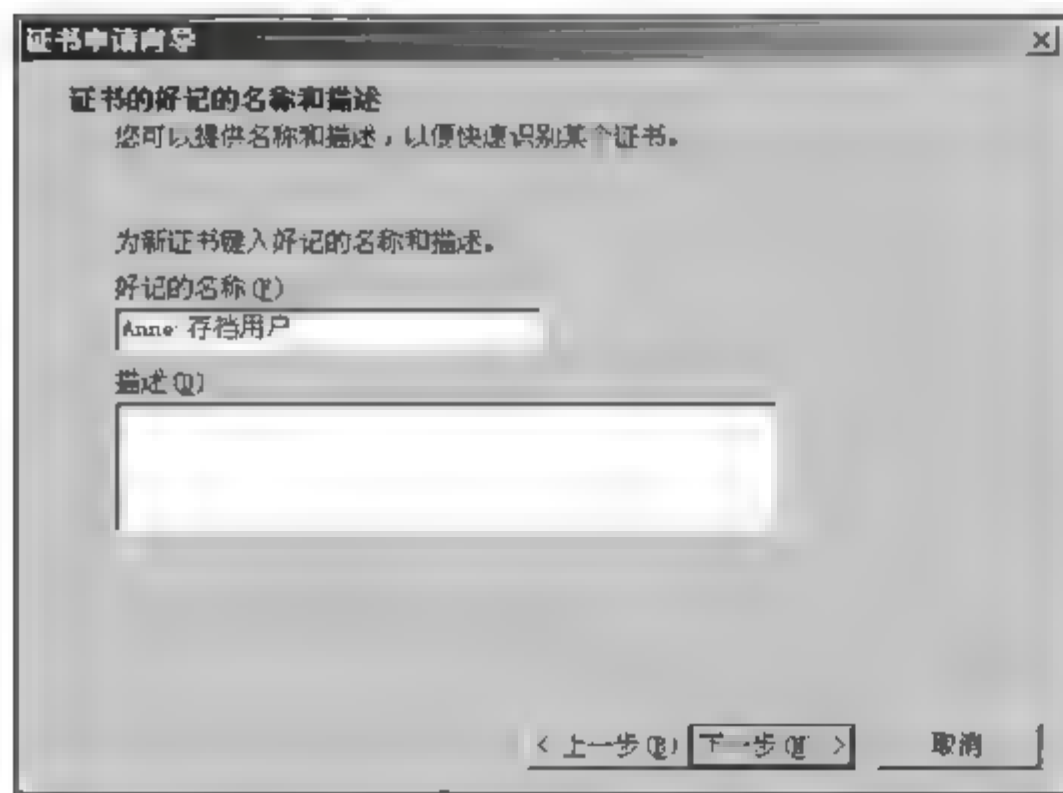 证书申请向导
证书的好记的名称和描述
您可以提供名称和描述，以便快速识别某个证书。
为新证书键入好记的名称和描述。
好记的名称(F)
Anne 存档用户
描述(D)
< 上一步(B) 下一步(N) > 取消